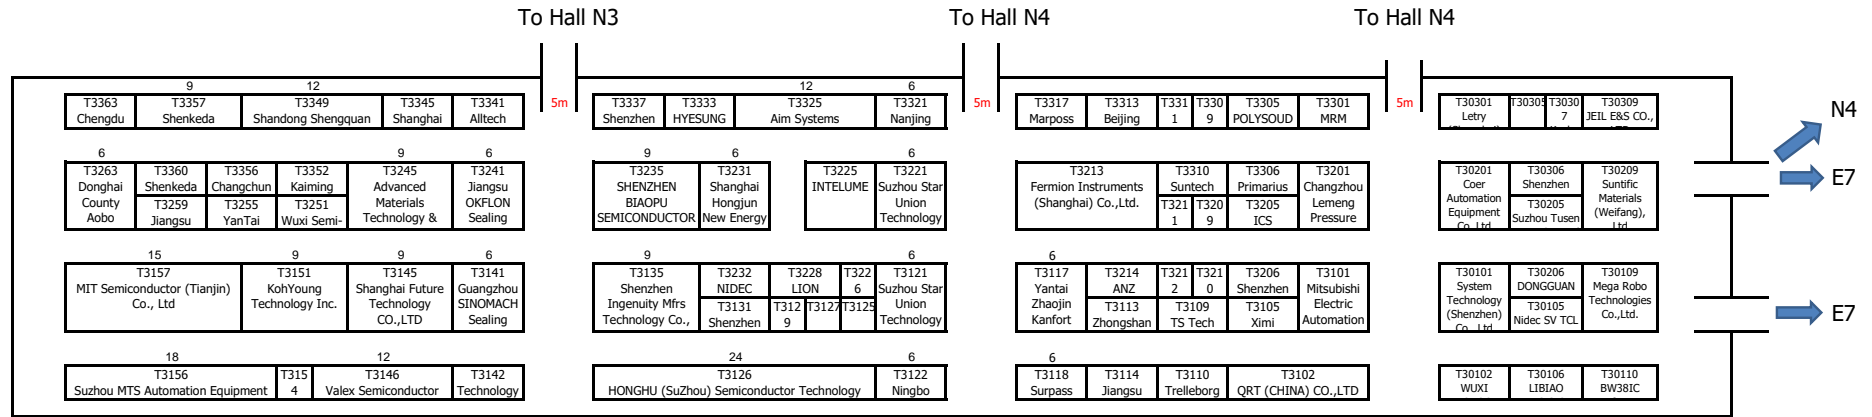 To Hall N3
To Hall N4
To Hall N4
9
12
12
6
T3363
Chengdu
T3357
Shenkeda
T3349
Shandong Shengquan
T3345
Shanghai
T3341
Alltech
5m
T3337
Shenzhen
T3333
HYESUNG
T3325
Aim Systems
T3321
Nanjing
5m
T3317
Marposs
T3313
Beijing
T331
1
T330
9
T3305
POLYSOUD
T3301
MRM
5m
T30301
Letry
T30305
T3030
7
T30309
JEIL E&S CO.,
N4
6
9
6
9
6
6
T3263
Donghai
County
Aobo
T3360
Shenkeda
T3259
Jiangsu
T3356
Changchun
T3255
YanTai
T3352
Kaiming
T3251
Wuxi Semi-
T3245
Advanced
Materials
Technology &
T3241
Jiangsu
OKFLON
Sealing
T3235
SHENZHEN
BIAOPU
SEMICONDUCTOR
T3231
Shanghai
Hongjun
New Energy
T3225
INTELUME
T3221
Suzhou Star
Union
Technology
T3213
Fermion Instruments
(Shanghai) Co.,Ltd.
T3310
Suntech
T321
1
T320
9
T3306
Primarius
T3205
ICS
T3201
Changzhou
Lemeng
Pressure
T30201
Coer
Automation
Equipment
Co.,Ltd.
T30306
Shenzhen
T30205
Suzhou Tusen
T30209
Suntific
Materials
(Weifang),
Ltd.
E7
15
9
9
6
9
6
6
T3157
MIT Semiconductor (Tianjin)
Co., Ltd
T3151
KohYoung
Technology Inc.
T3145
Shanghai Future
Technology
CO.,LTD
T3141
Guangzhou
SINOMACH
Sealing
T3135
Shenzhen
Ingenuity Mfrs
Technology Co.,
T3232
NIDEC
T3131
Shenzhen
T3228
LION
T312
9
T3127
T322
6
T3125
T3121
Suzhou Star
Union
Technology
T3117
Yantai
Zhaojin
Kanfort
T3214
ANZ
T3113
Zhongshan
T321
2
T321
0
T3109
TS Tech
T3206
Shenzhen
T3105
Ximi
T3101
Mitsubishi
Electric
Automation
T30101
System
Technology
(Shenzhen)
Co., Ltd.
T30206
DONGGUAN
T30105
Nidec SV TCL
T30109
Mega Robo
Technologies
Co.,Ltd.
E7
18
12
24
6
6
T3156
Suzhou MTS Automation Equipment
T315
4
T3146
Valex Semiconductor
T3142
Technology
T3126
HONGHU (SuZhou) Semiconductor Technology
T3122
Ningbo
T3118
Surpass
T3114
Jiangsu
T3110
Trelleborg
T3102
QRT (CHINA) CO.,LTD
T30102
WUXI
T30106
LIBIAO
T30110
BW38IC